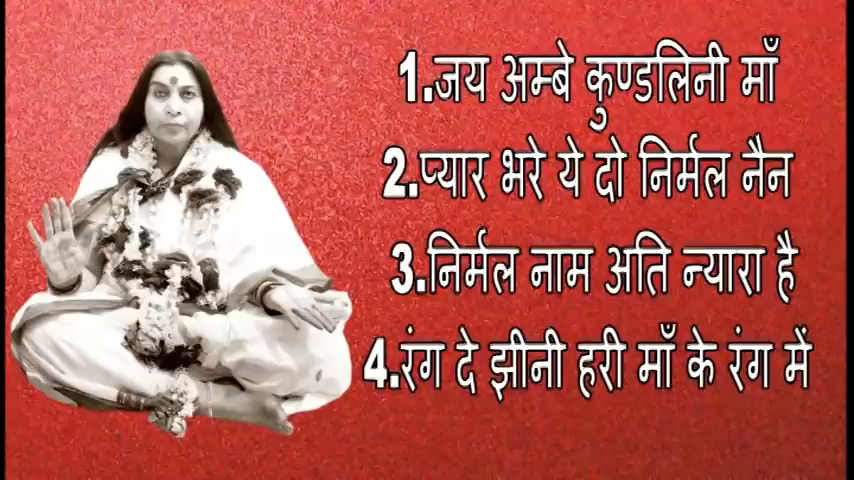 1.जय अम्बे कुण्डलिनी माँ
2.प्यार भरे ये दो निर्मल नैन
3.निर्मल नाम अति न्यारा है
4.रंग दे झीनी हरी माँ के रंग में